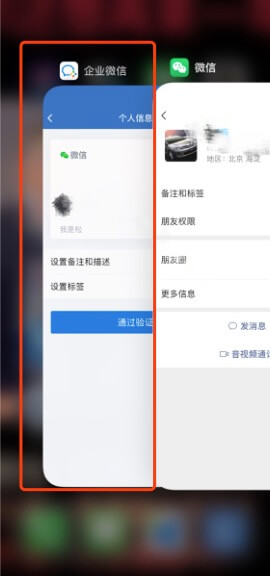 企业微信
微信
个人信息
微信
我是松
设置备注和描述
设置标签
通过验证
地区：北京 海淀
备注和标签
朋友权限
朋友圈
更多信息
发消息
音视频通话